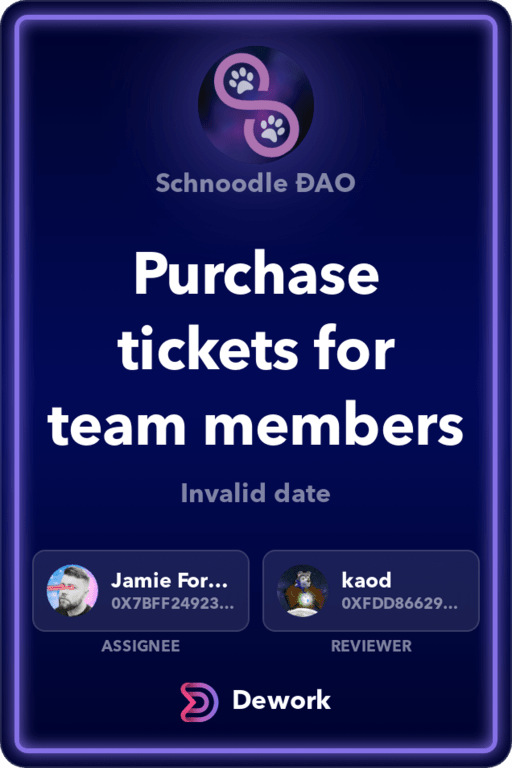 Schnoodle ĐAO
Purchase
tickets for
team members
Invalid date
Jamie For...
0X7BFF24923...
kaod
0XFDD86629...
ASSIGNEE
REVIEWER
Dework